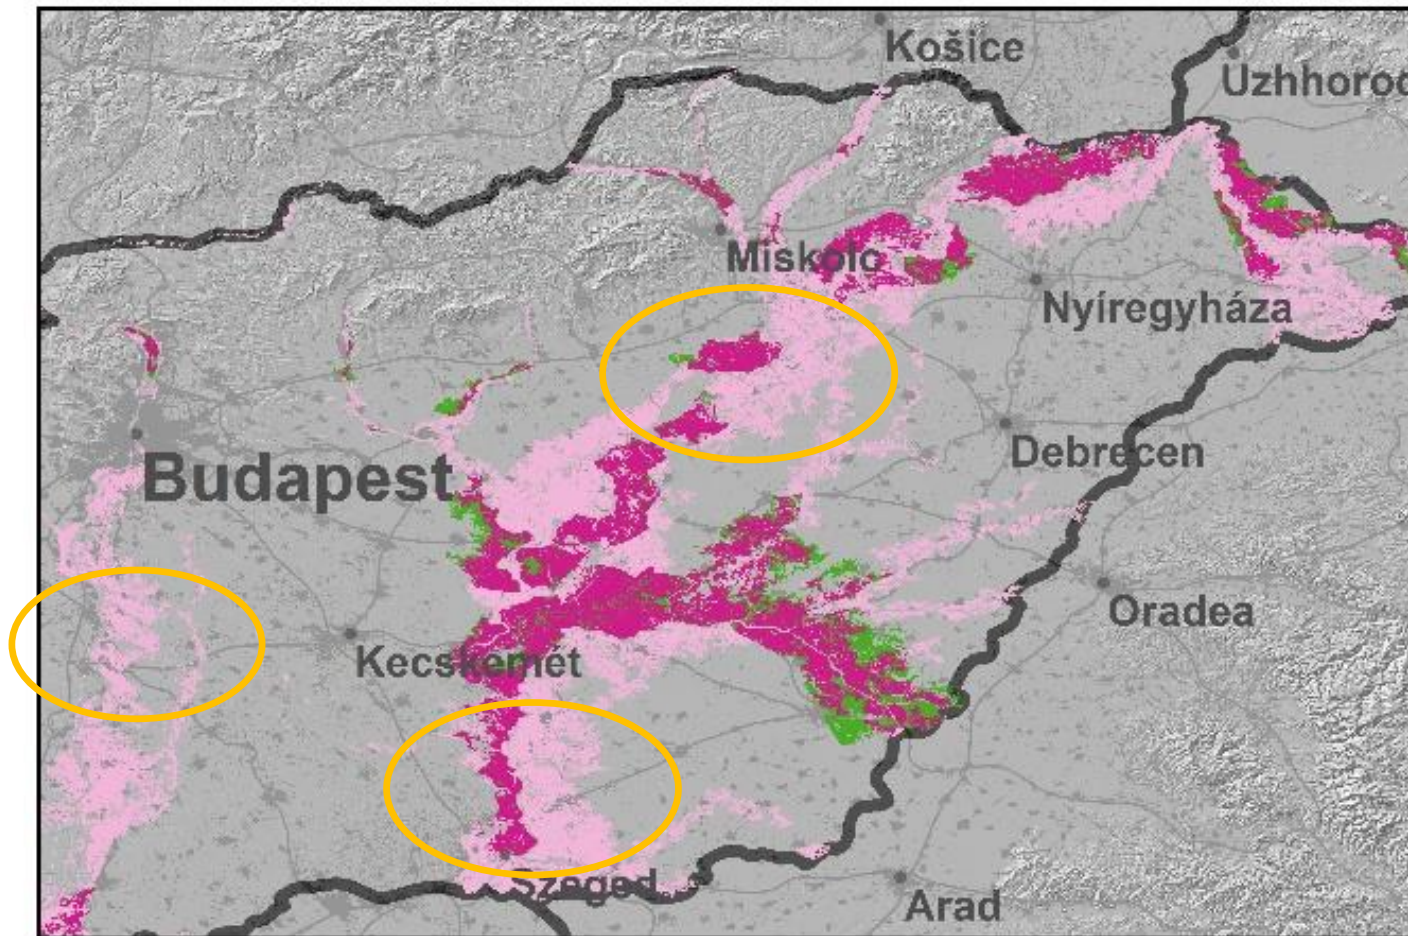 Košice
Uzhhorod
Miskolc
Nyíregyháza
Debrecen
Budapest
Oradea
Kecskemét
Szeged
Arad